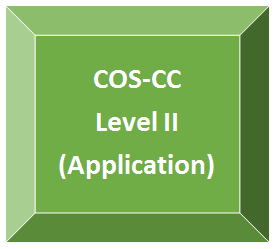 COS-CC
Level II
(Application)